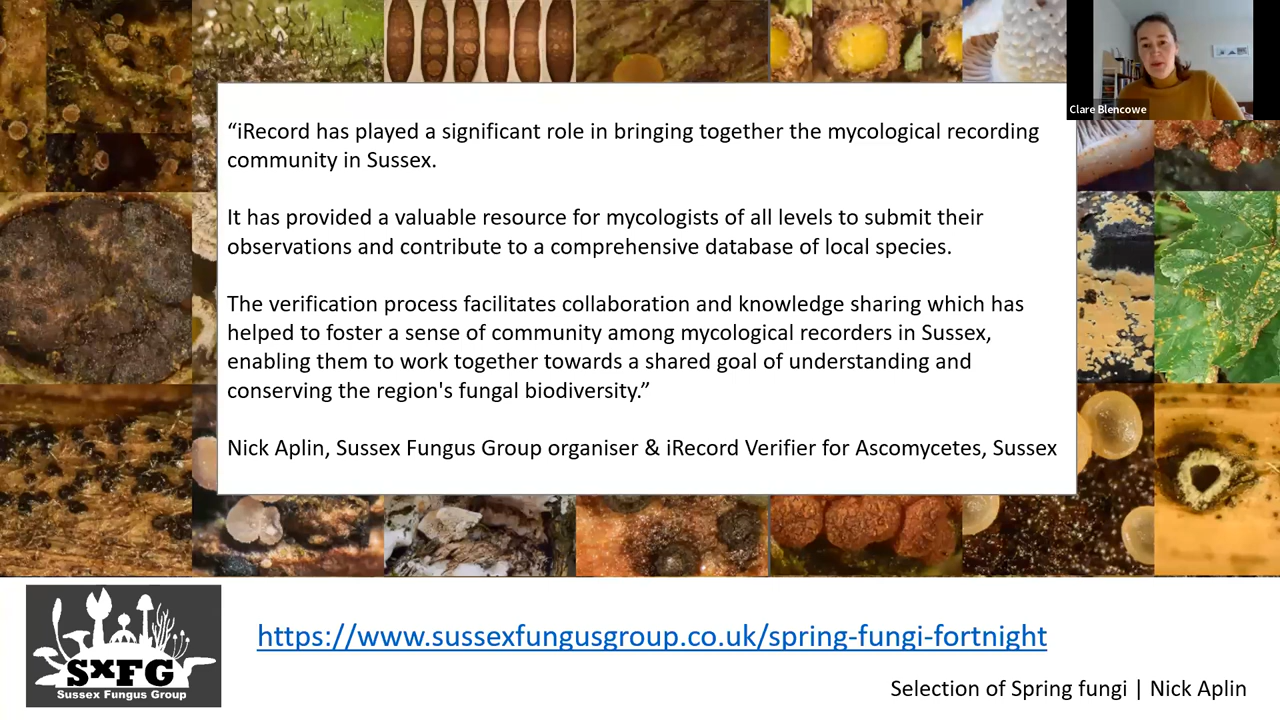 Clare Blencowe
“iRecord has played a significant role in bringing together the mycological recording
community in Sussex.
It has provided a valuable resource for mycologists of all levels to submit their
observations and contribute to a comprehensive database of local species.
The verification process facilitates collaboration and knowledge sharing which has
helped to foster a sense of community among mycological recorders in Sussex,
enabling them to work together towards a shared goal of understanding and
conserving the region's fungal biodiversity.”
Nick Aplin, Sussex Fungus Group organiser & iRecord Verifier for Ascomycetes, Sussex
SxFG
Sussex Fungus Group
https://www.sussexfungusgroup.co.uk/spring-fungi-fortnight
Selection of Spring fungi | Nick Aplin